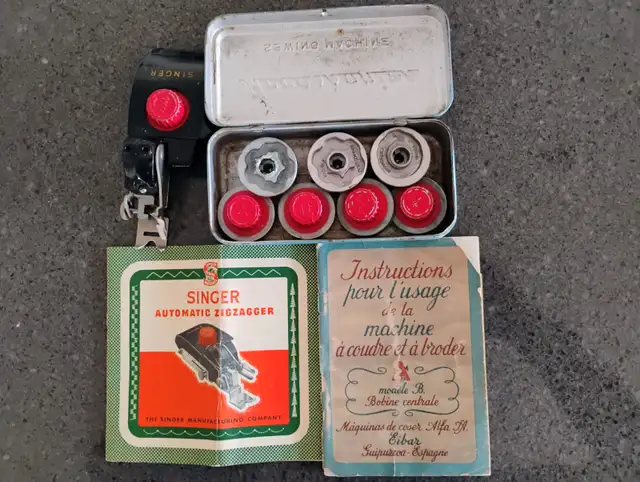 SEWING MACHINE
SINGER
S
SINGER
AUTOMATIC ZIGZAGGER
THE SINGER MANUFACTURING COMPANY
Instructions
pour l'usage
de la
machine
à coudre et à broder
modèle B.
Bobine centrale
Máquinas de coser Alfa S.A.
Eibar
Guipuzcoa-Espagne